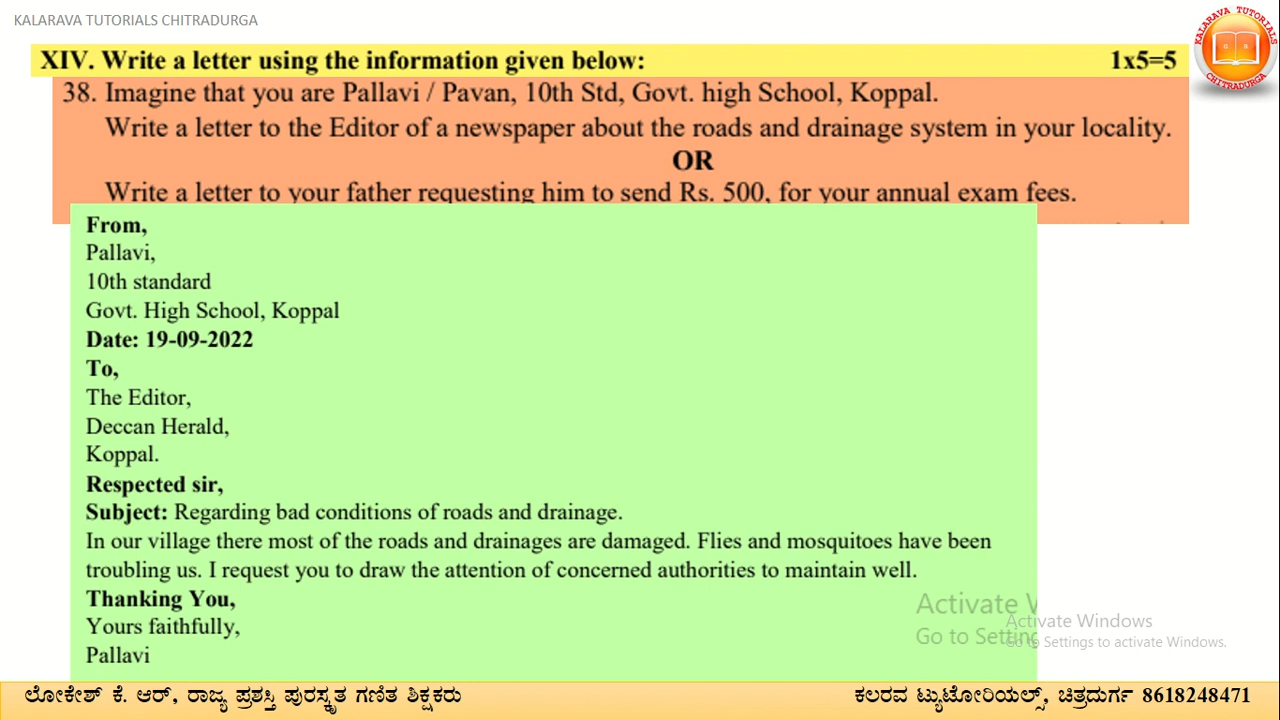 KALARAVA TUTORIALS CHITRADURGA
KALARAVA TUTORIALS
CHITRADURGA
XIV. Write a letter using the information given below: 1x5=5
38. Imagine that you are Pallavi / Pavan, 10th Std, Govt. high School, Koppal.
Write a letter to the Editor of a newspaper about the roads and drainage system in your locality.
OR
Write a letter to your father requesting him to send Rs. 500, for your annual exam fees.
From,
Pallavi,
10th standard
Govt. High School, Koppal
Date: 19-09-2022
To,
The Editor,
Deccan Herald,
Koppal.
Respected sir,
Subject: Regarding bad conditions of roads and drainage.
In our village there most of the roads and drainages are damaged. Flies and mosquitoes have been
troubling us. I request you to draw the attention of concerned authorities to maintain well.
Thanking You,
Yours faithfully,
Pallavi
Activate
Go to
Activate Windows
Go to Settings to activate Windows.
ಲೋಕೇಶ್ ಕೆ. ಆರ್, ರಾಜ್ಯ ಪ್ರಶಸ್ತಿ ಪುರಸ್ಕೃತ ಗಣಿತ ಶಿಕ್ಷಕರು ಕಲರವ ಟ್ಯುಟೋರಿಯಲ್ಸ್, ಚಿತ್ರದುರ್ಗ 8618248471